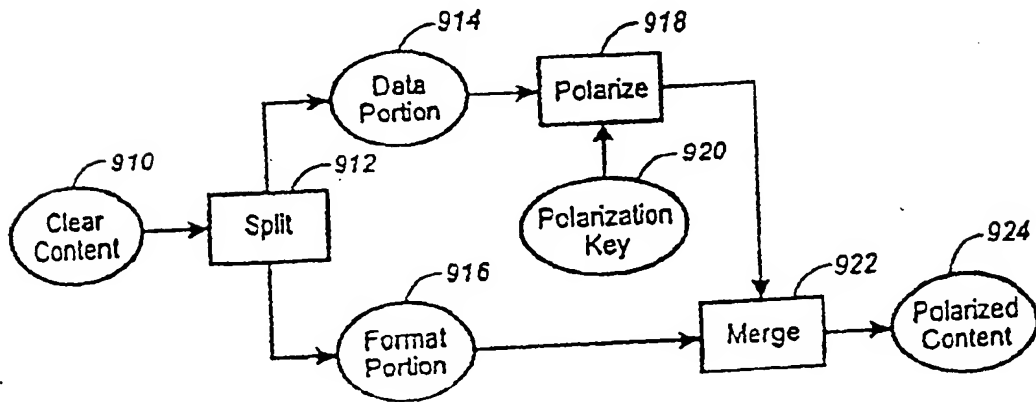 914
Data
Portion
918
Polarize
910
Clear
Content
912
Split
920
Polarization
Key
916
Format
Portion
922
Merge
924
Polarized
Content